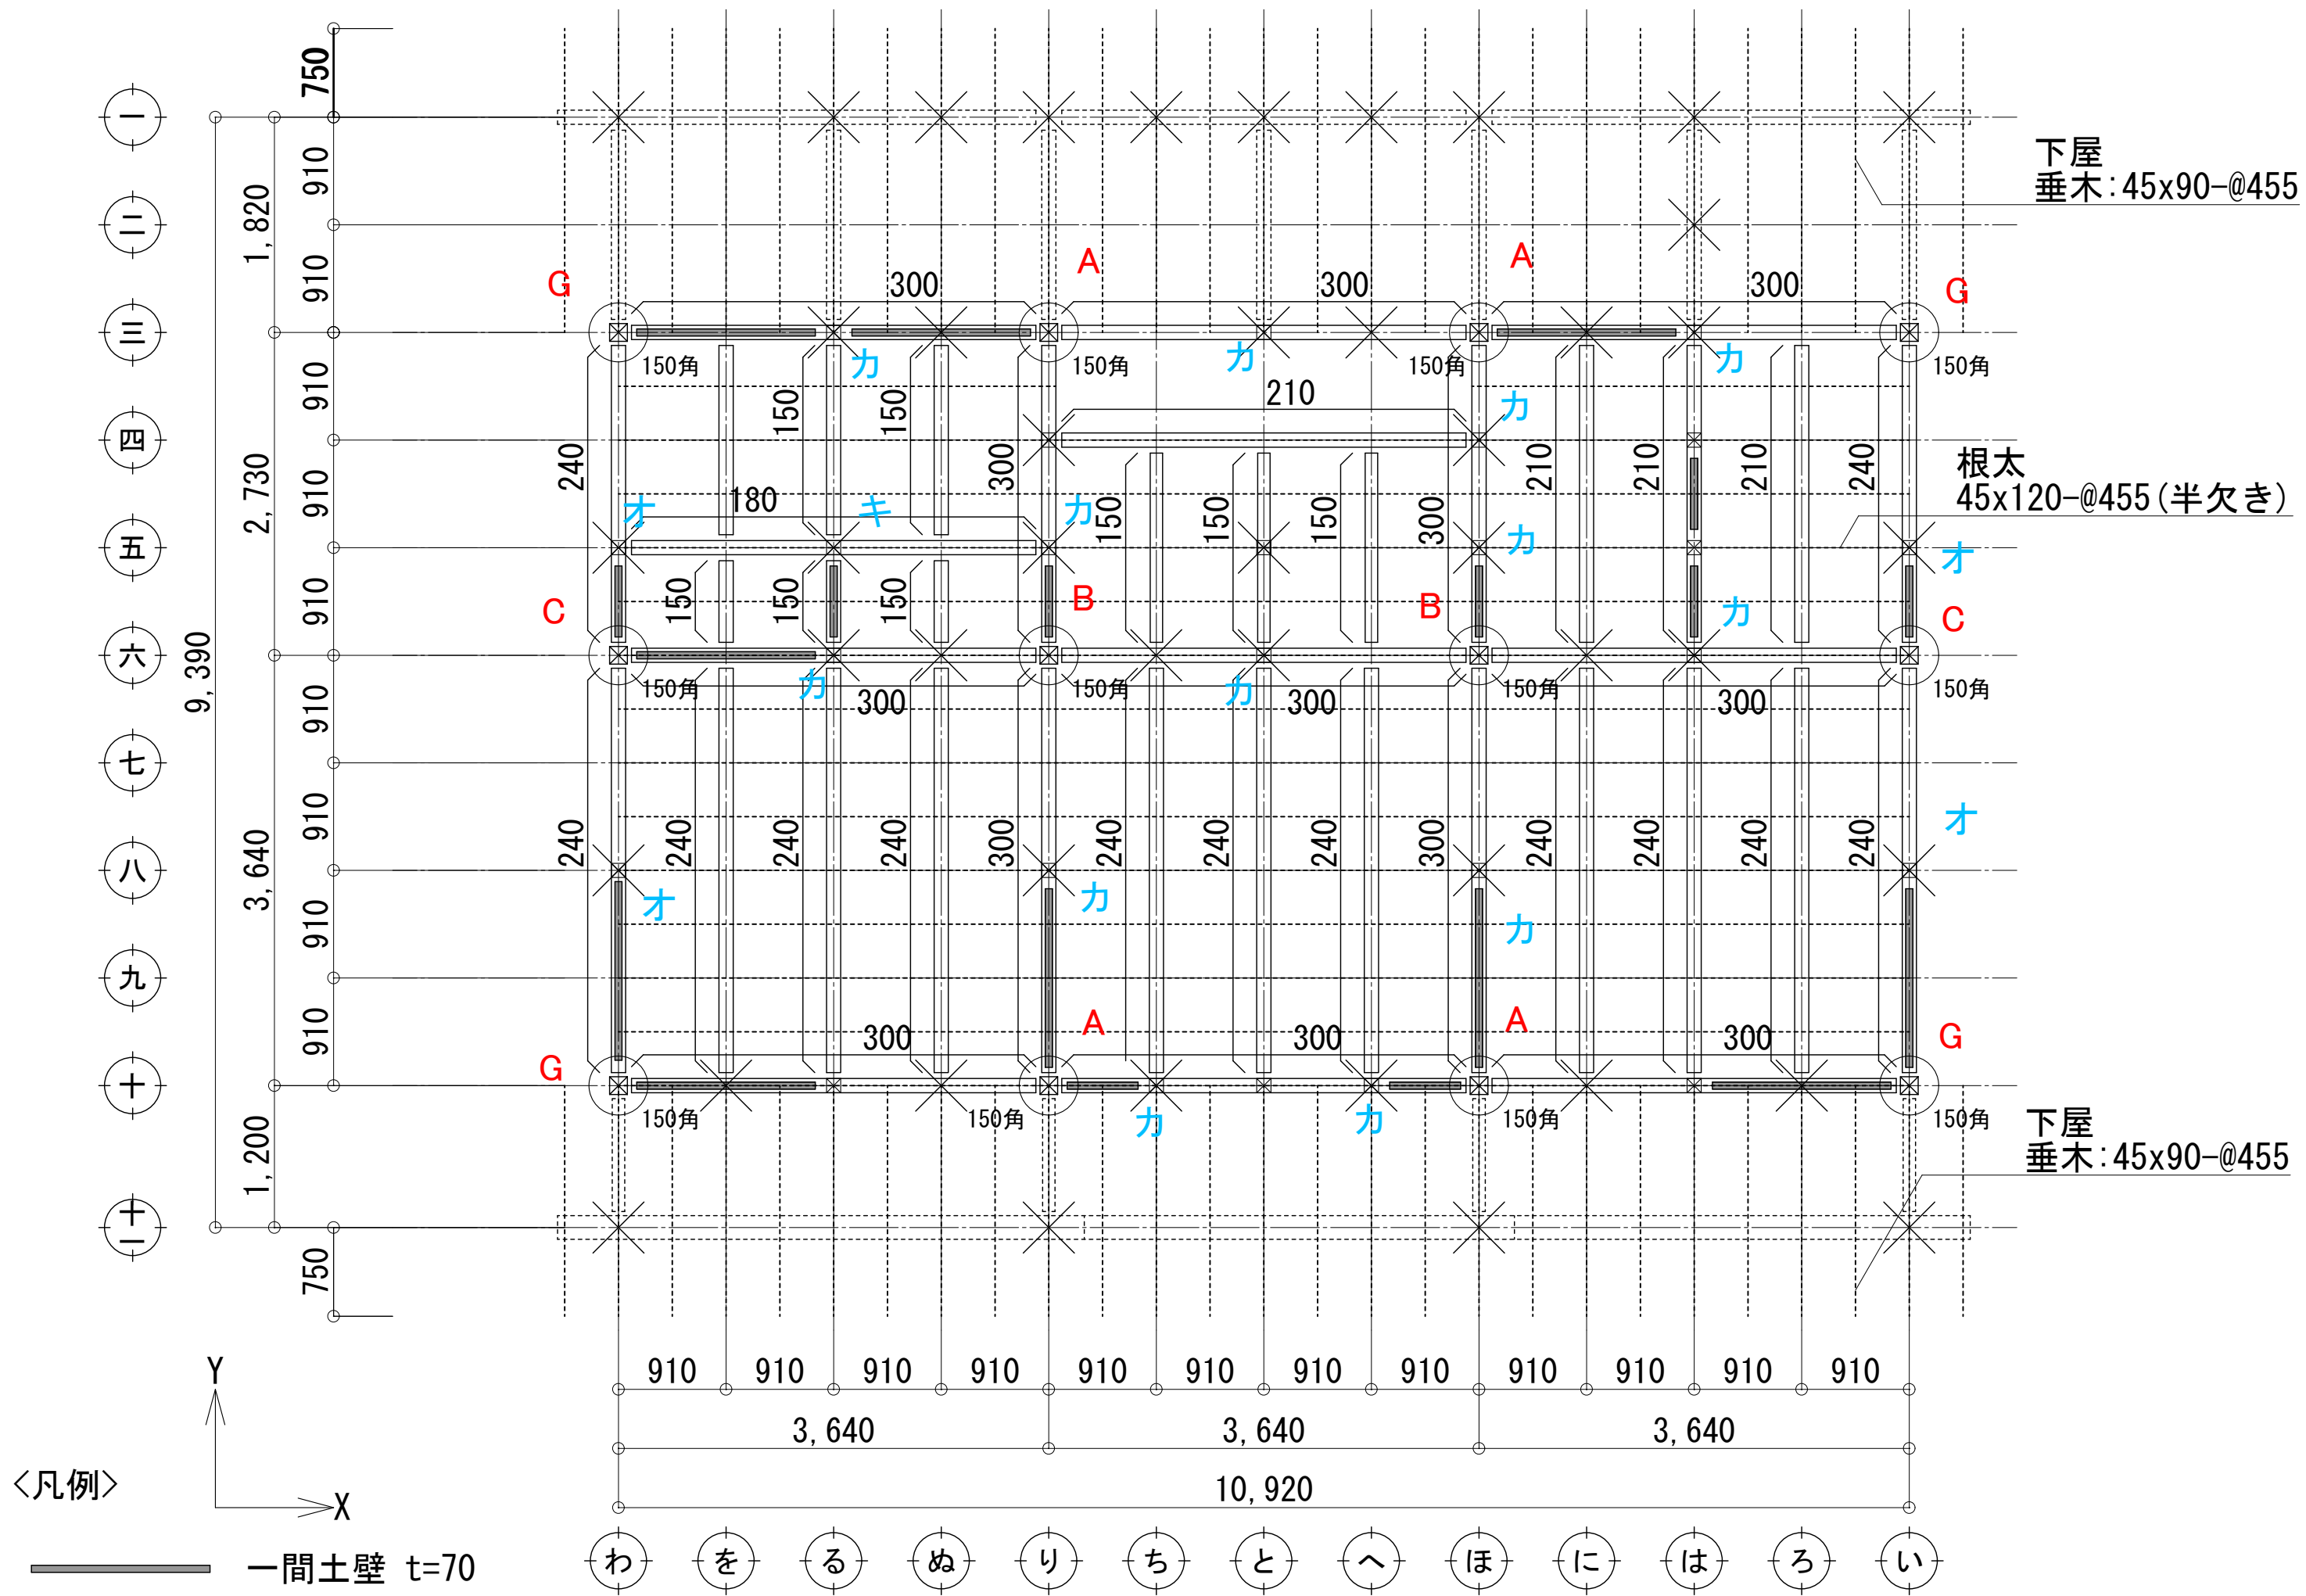 750
一
910
下屋
垂木:45x90-@455
1,820
二
910
A
A
G
300
300
300
G
三
150角
カ
150角
カ
150角
カ
150角
910
150
150
210
カ
四
240
300
210
210
210
240
根太
45x120-@455(半欠き)
2,730
910
オ
180
キ
カ
150
150
150
300
カ
五
オ
910
C
150
150
150
B
B
カ
C
9,390
六
150角
カ
150角
カ
150角
150角
300
300
300
910
七
910
3,640
240
240
240
240
300
240
240
240
300
240
240
240
240
オ
八
オ
カ
カ
910
九
910
G
300
A
300
A
300
G
十
150角
150角
カ
カ
150角
150角
1,200
下屋
垂木:45x90-@455
十一
750
Y
X
910
910
910
910
910
910
910
910
910
910
910
910
3,640
3,640
3,640
10,920
<凡例>
一間土壁 t=70
わ
を
る
ぬ
り
ち
と
へ
ほ
に
は
ろ
い